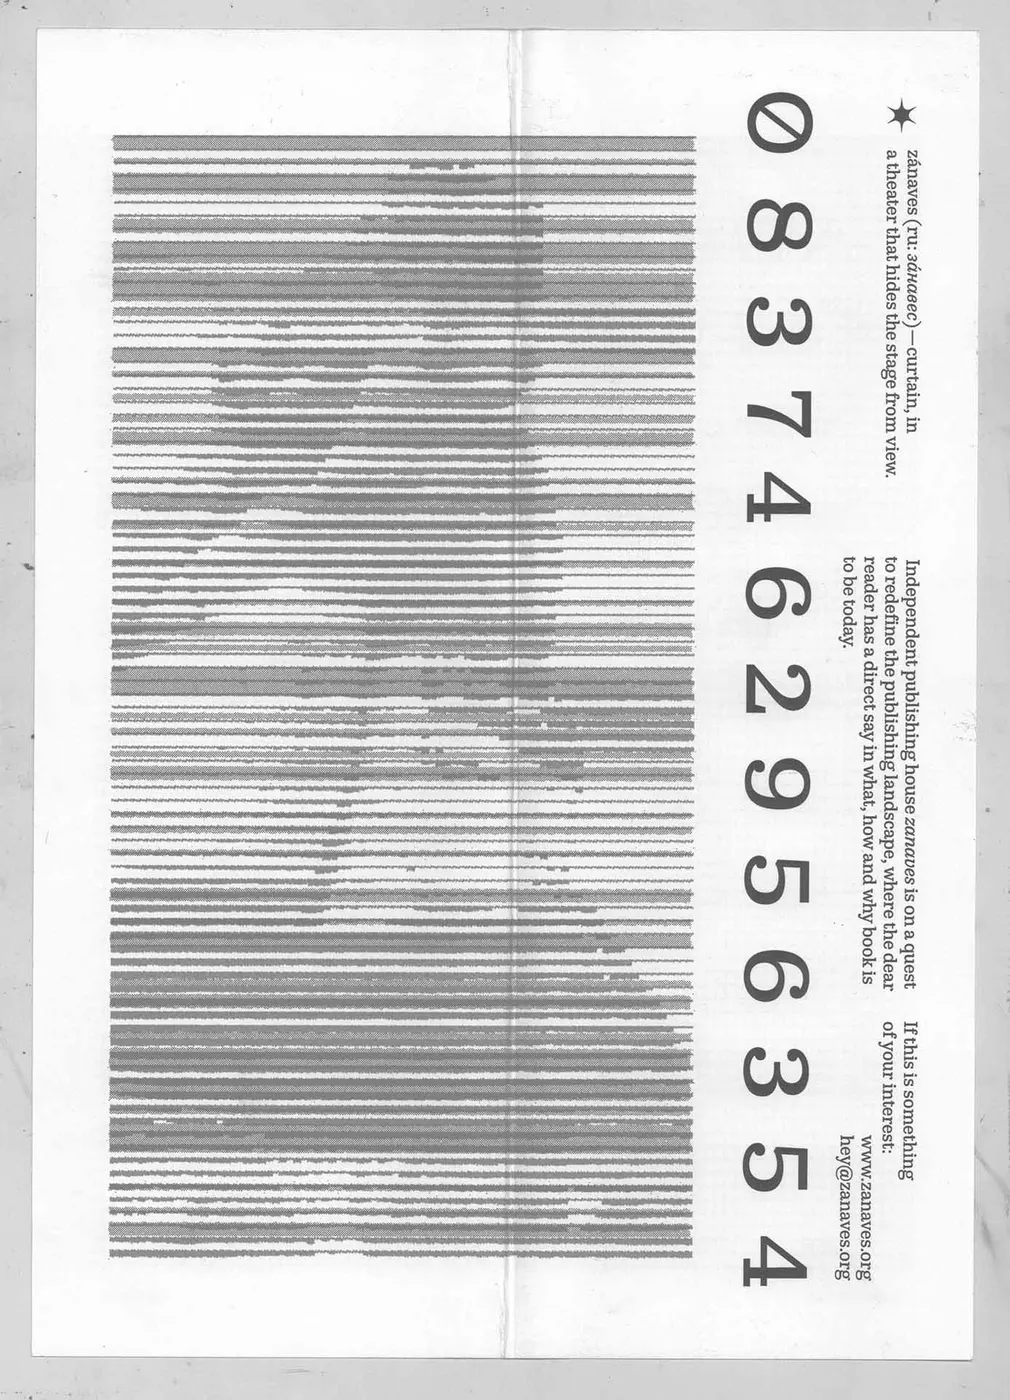 zánaves (ru: зáнавес)—curtain, in
a theater that hides the stage from view.
Independent publishing house zanaves is on a quest
to redefine the publishing landscape, where the dear
reader has a direct say in what, how and why book is
to be today.
If this is something
of your interest:
www.zanaves.org
hey@zanaves.org
0 8 3 7 4 6 2 9 5 6 3 5 4